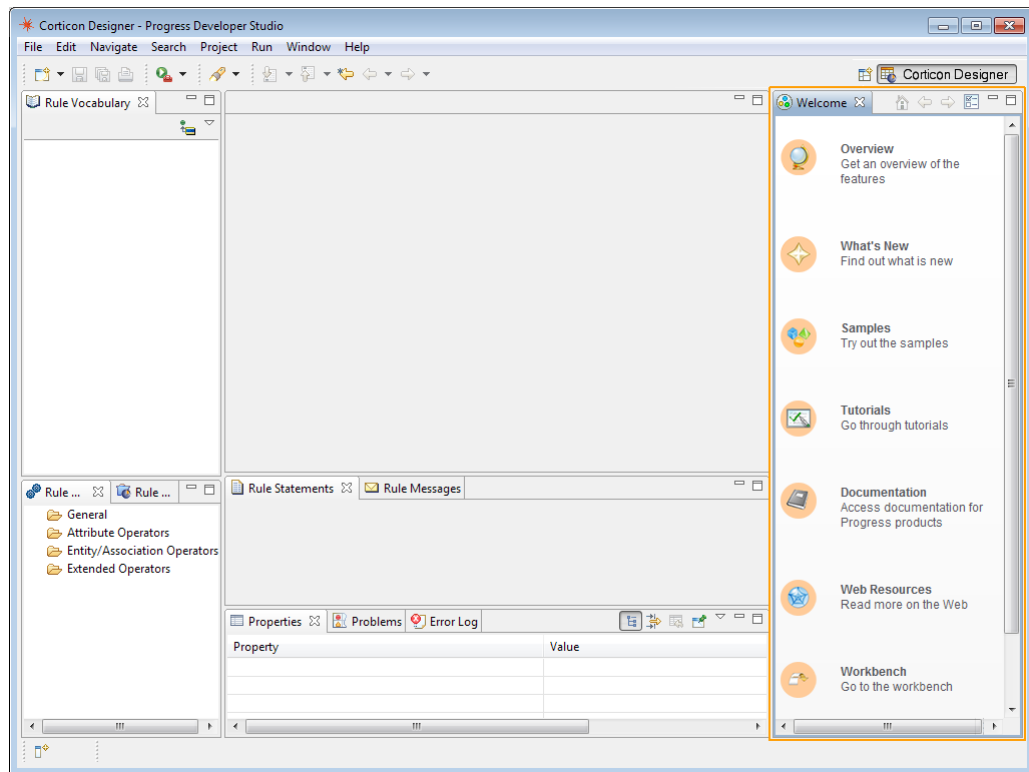 Corticon Designer - Progress Developer Studio
File Edit Navigate Search Project Run Window Help
Corticon Designer
Rule Vocabulary
Welcome
Overview
Get an overview of the
features
What's New
Find out what is new
Samples
Try out the samples
Tutorials
Go through tutorials
Documentation
Access documentation for
Progress products
Web Resources
Read more on the Web
Workbench
Go to the workbench
Rule ... Rule ...
General
Attribute Operators
Entity/Association Operators
Extended Operators
Rule Statements Rule Messages
Properties Problems Error Log
Property Value